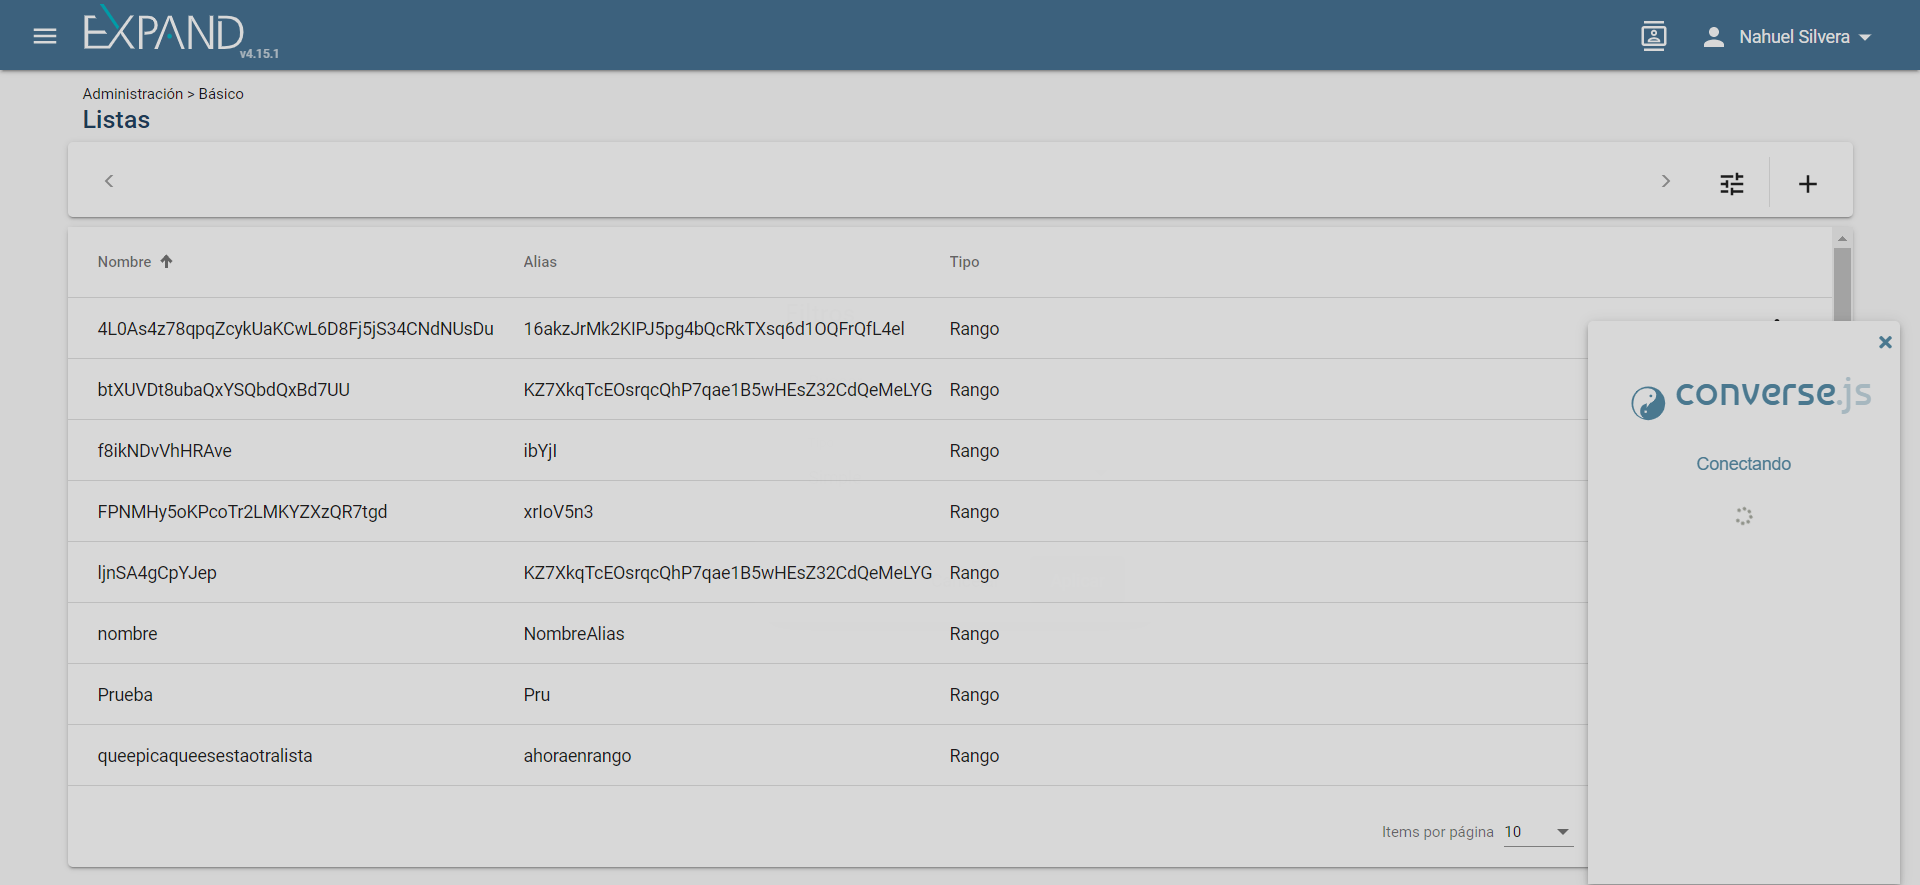 EXPAND
v4.15.1
Nahuel Silvera
Administración > Básico
Listas
Nombre Alias Tipo
4L0As4z78qpqZcykUaKCwL6D8Fj5jS34CNdNUsDu 16akzJrMk2KIPJ5pg4bQcRkTXsq6d1OQFrQfL4el Rango
btXUVDt8ubaQxYSQbdQxBd7UU KZ7XkqTcEOsrqcQhP7qae1B5wHEsZ32CdQeMeLYG Rango
f8ikNDvVhHRAve ibYjI Rango
FPNMHy5oKPcoTr2LMKYZXzQR7tgd xrIoV5n3 Rango
ljnSA4gCpYJep KZ7XkqTcEOsrqcQhP7qae1B5wHEsZ32CdQeMeLYG Rango
nombre NombreAlias Rango
Prueba Pru Rango
queepicaqueesestaotralista ahoraenrango Rango
Items por página 10
converse.js
Conectando